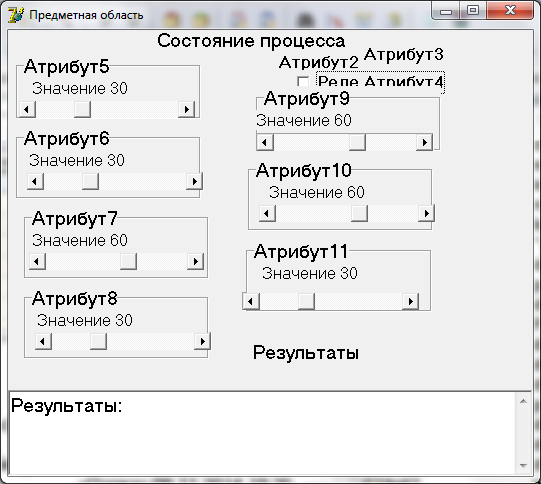 Предметная область
Состояние процесса
Атрибут2
Атрибут3
Реле Атрибут4
Атрибут5
Значение 30
Атрибут6
Значение 30
Атрибут7
Значение 60
Атрибут8
Значение 30
Атрибут9
Значение 60
Атрибут10
Значение 60
Атрибут11
Значение 30
Результаты
Результаты: